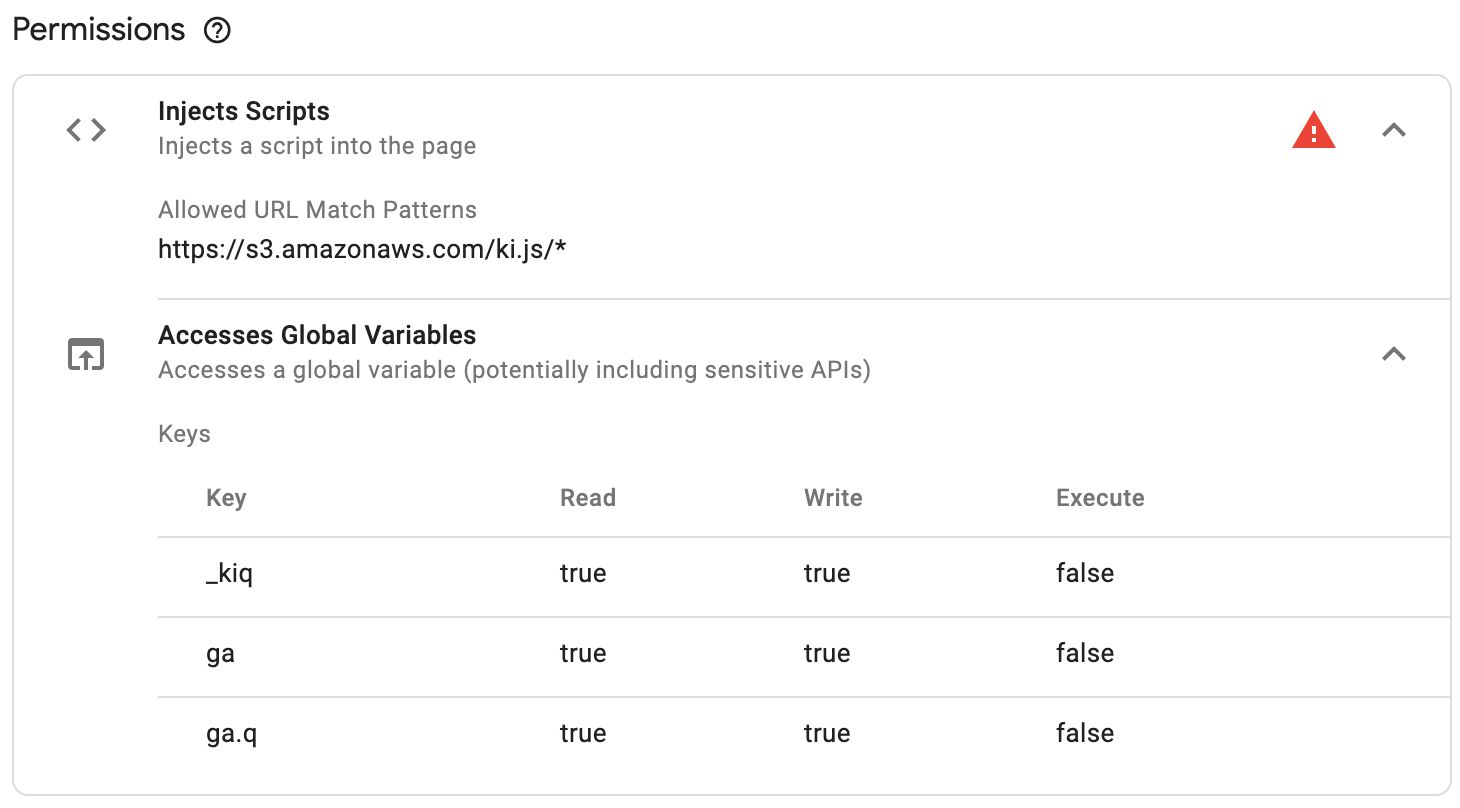 Permissions
Injects Scripts
Injects a script into the page
Allowed URL Match Patterns
https://s3.amazonaws.com/ki.js/*
Accesses Global Variables
Accesses a global variable (potentially including sensitive APIs)
Keys
Key Read Write Execute
_kiq true true false
ga true true false
ga.q true true false